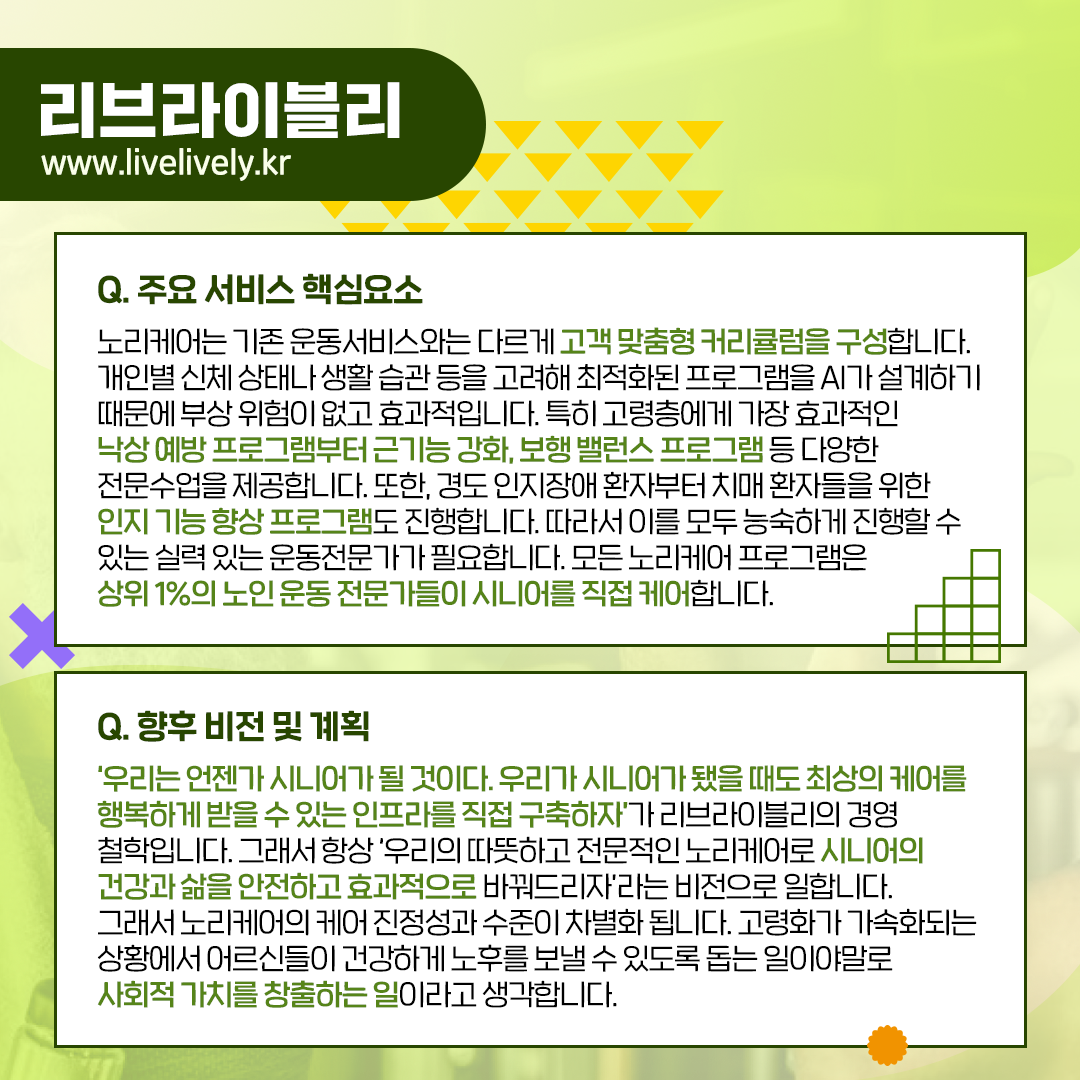 리브라이블리
www.livelively.kr
Q. 주요 서비스 핵심요소
노리케어는 기존 운동서비스와는 다르게 고객 맞춤형 커리큘럼을 구성합니다.
개인별 신체 상태나 생활 습관 등을 고려해 최적화된 프로그램을 AI가 설계하기
때문에 부상 위험이 없고 효과적입니다. 특히 고령층에게 가장 효과적인
낙상 예방 프로그램부터 근기능 강화, 보행 밸런스 프로그램 등 다양한
전문수업을 제공합니다. 또한, 경도 인지장애 환자부터 치매 환자들을 위한
인지 기능 향상 프로그램도 진행합니다. 따라서 이를 모두 능숙하게 진행할 수
있는 실력 있는 운동전문가가 필요합니다. 모든 노리케어 프로그램은
상위 1%의 노인 운동 전문가들이 시니어를 직접 케어합니다.
Q. 향후 비전 및 계획
'우리는 언젠가 시니어가 될 것이다. 우리가 시니어가 됐을 때도 최상의 케어를
행복하게 받을 수 있는 인프라를 직접 구축하자'가 리브라이블리의 경영
철학입니다. 그래서 항상 '우리의 따뜻하고 전문적인 노리케어로 시니어의
건강과 삶을 안전하고 효과적으로 바꿔드리자'라는 비전으로 일합니다.
그래서 노리케어의 케어 진정성과 수준이 차별화 됩니다. 고령화가 가속화되는
상황에서 어르신들이 건강하게 노후를 보낼 수 있도록 돕는 일이야말로
사회적 가치를 창출하는 일이라고 생각합니다.